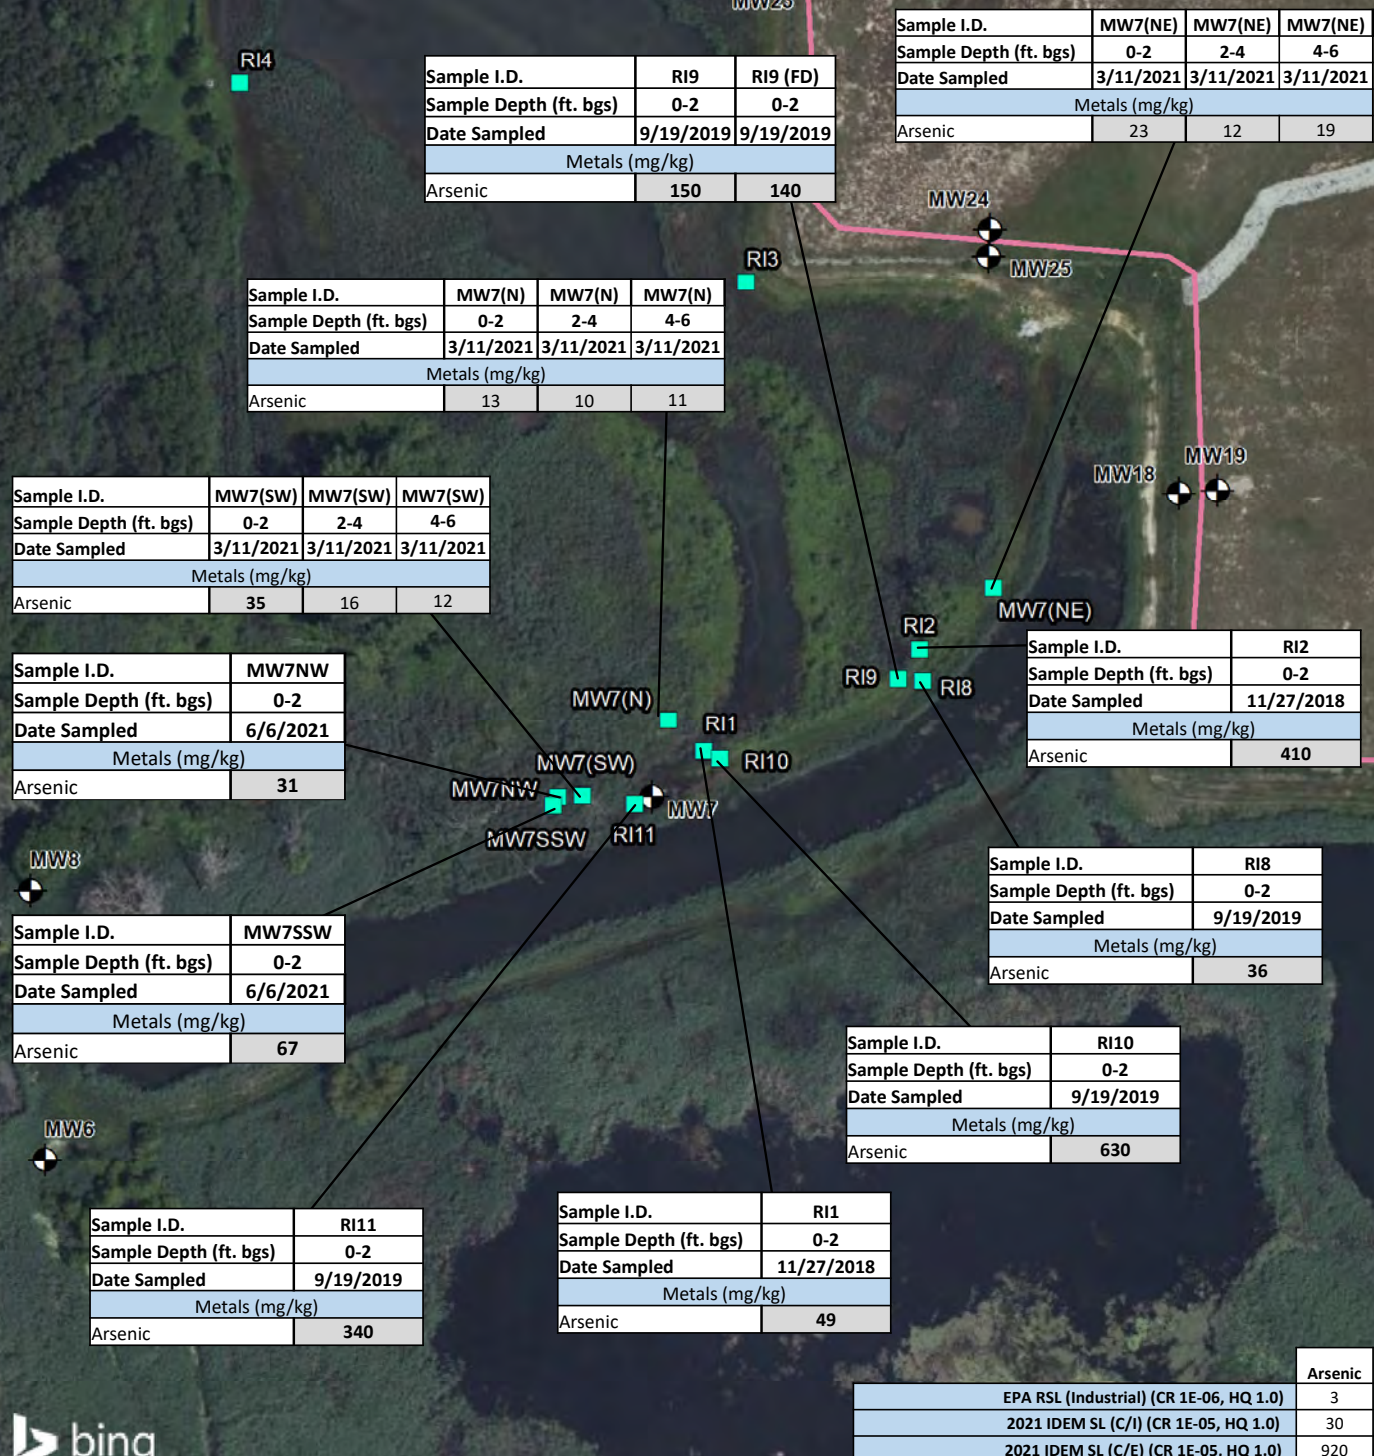 MW23
Sample I.D. MW7(NE) MW7(NE) MW7(NE)
Sample Depth (ft. bgs) 0-2 2-4 4-6
Date Sampled 3/11/2021 3/11/2021 3/11/2021
Metals (mg/kg)
Arsenic 23 12 19
RI4
Sample I.D. RI9 RI9 (FD)
Sample Depth (ft. bgs) 0-2 0-2
Date Sampled 9/19/2019 9/19/2019
Metals (mg/kg)
Arsenic 150 140
MW24
MW25
RI3
Sample I.D. MW7(N) MW7(N) MW7(N)
Sample Depth (ft. bgs) 0-2 2-4 4-6
Date Sampled 3/11/2021 3/11/2021 3/11/2021
Metals (mg/kg)
Arsenic 13 10 11
MW18
MW19
Sample I.D. MW7(SW) MW7(SW) MW7(SW)
Sample Depth (ft. bgs) 0-2 2-4 4-6
Date Sampled 3/11/2021 3/11/2021 3/11/2021
Metals (mg/kg)
Arsenic 35 16 12
MW7(NE)
RI2
RI9
RI8
Sample I.D. RI2
Sample Depth (ft. bgs) 0-2
Date Sampled 11/27/2018
Metals (mg/kg)
Arsenic 410
Sample I.D. MW7NW
Sample Depth (ft. bgs) 0-2
Date Sampled 6/6/2021
Metals (mg/kg)
Arsenic 31
MW7(N)
RI1
RI10
MW7(SW)
MW7NW
MW7
MW7SSW
RI11
MW8
Sample I.D. RI8
Sample Depth (ft. bgs) 0-2
Date Sampled 9/19/2019
Metals (mg/kg)
Arsenic 36
Sample I.D. MW7SSW
Sample Depth (ft. bgs) 0-2
Date Sampled 6/6/2021
Metals (mg/kg)
Arsenic 67
Sample I.D. RI10
Sample Depth (ft. bgs) 0-2
Date Sampled 9/19/2019
Metals (mg/kg)
Arsenic 630
MW6
Sample I.D. RI11
Sample Depth (ft. bgs) 0-2
Date Sampled 9/19/2019
Metals (mg/kg)
Arsenic 340
Sample I.D. RI1
Sample Depth (ft. bgs) 0-2
Date Sampled 11/27/2018
Metals (mg/kg)
Arsenic 49
Arsenic
EPA RSL (Industrial) (CR 1E-06, HQ 1.0) 3
2021 IDEM SL (C/I) (CR 1E-05, HQ 1.0) 30
2021 IDEM SL (C/E) (CR 1E-05, HQ 1.0) 920
bing